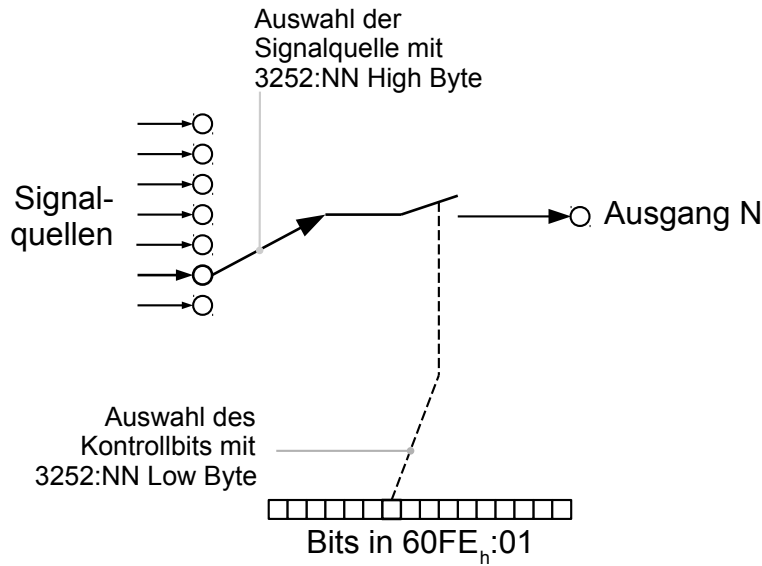 Auswahl der
Signalquelle mit
3252:NN High Byte
Signal-
quellen
Ausgang N
Auswahl des
Kontrollbits mit
3252:NN Low Byte
Bits in 60FEh:01